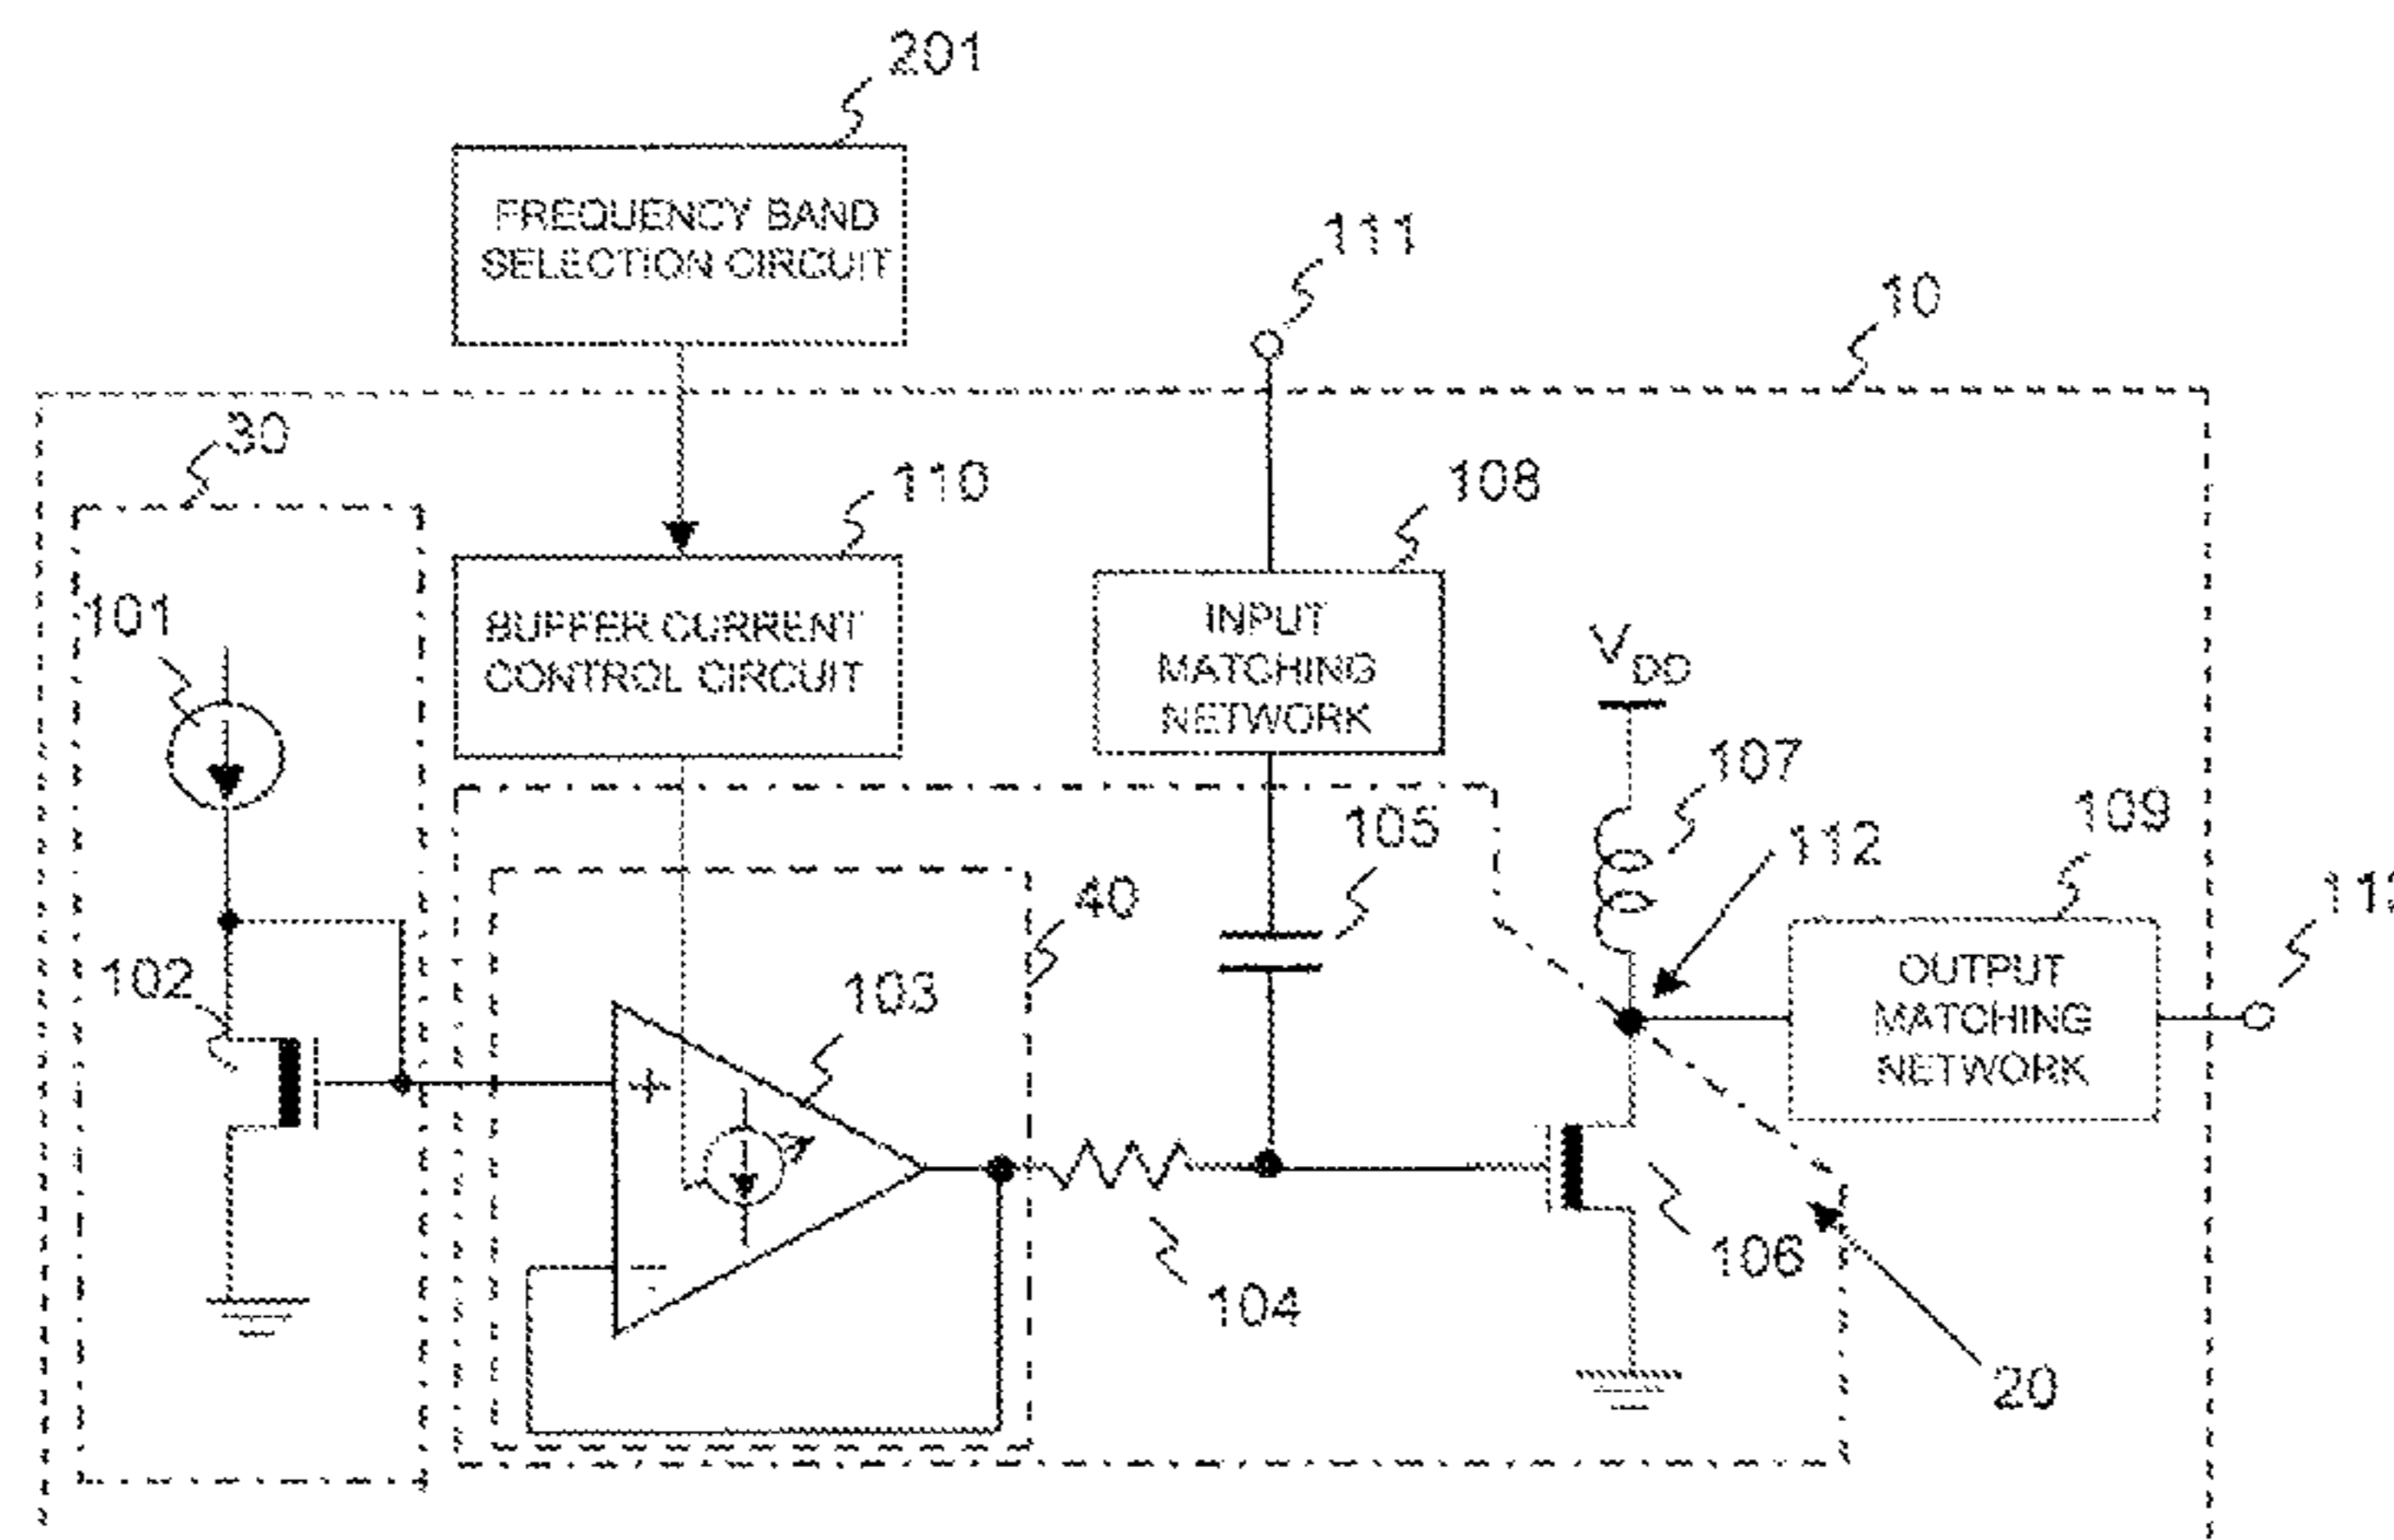 201
FREQUENCY BAND
SELECTION CIRCUIT
111
10
30
110
108
101
BUFFER CURRENT
CONTROL CIRCUIT
INPUT
MATCHING
NETWORK
VDD
107
109
105
112
40
102
103
OUTPUT
MATCHING
NETWORK
+
-
104
106
20